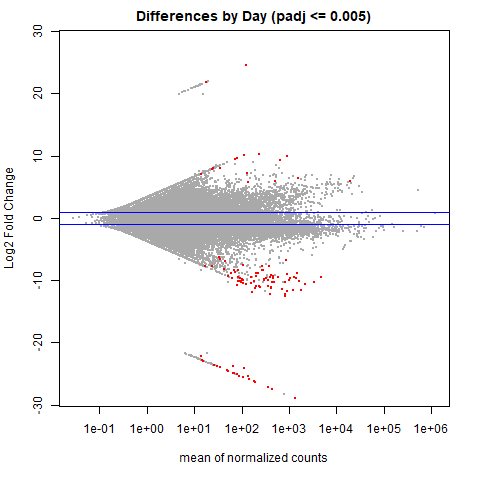 Differences by Day (padj <= 0.005)
30
20
10
0
-10
-20
-30
Log2 Fold Change
1e-01 1e+00 1e+01 1e+02 1e+03 1e+04 1e+05 1e+06
mean of normalized counts